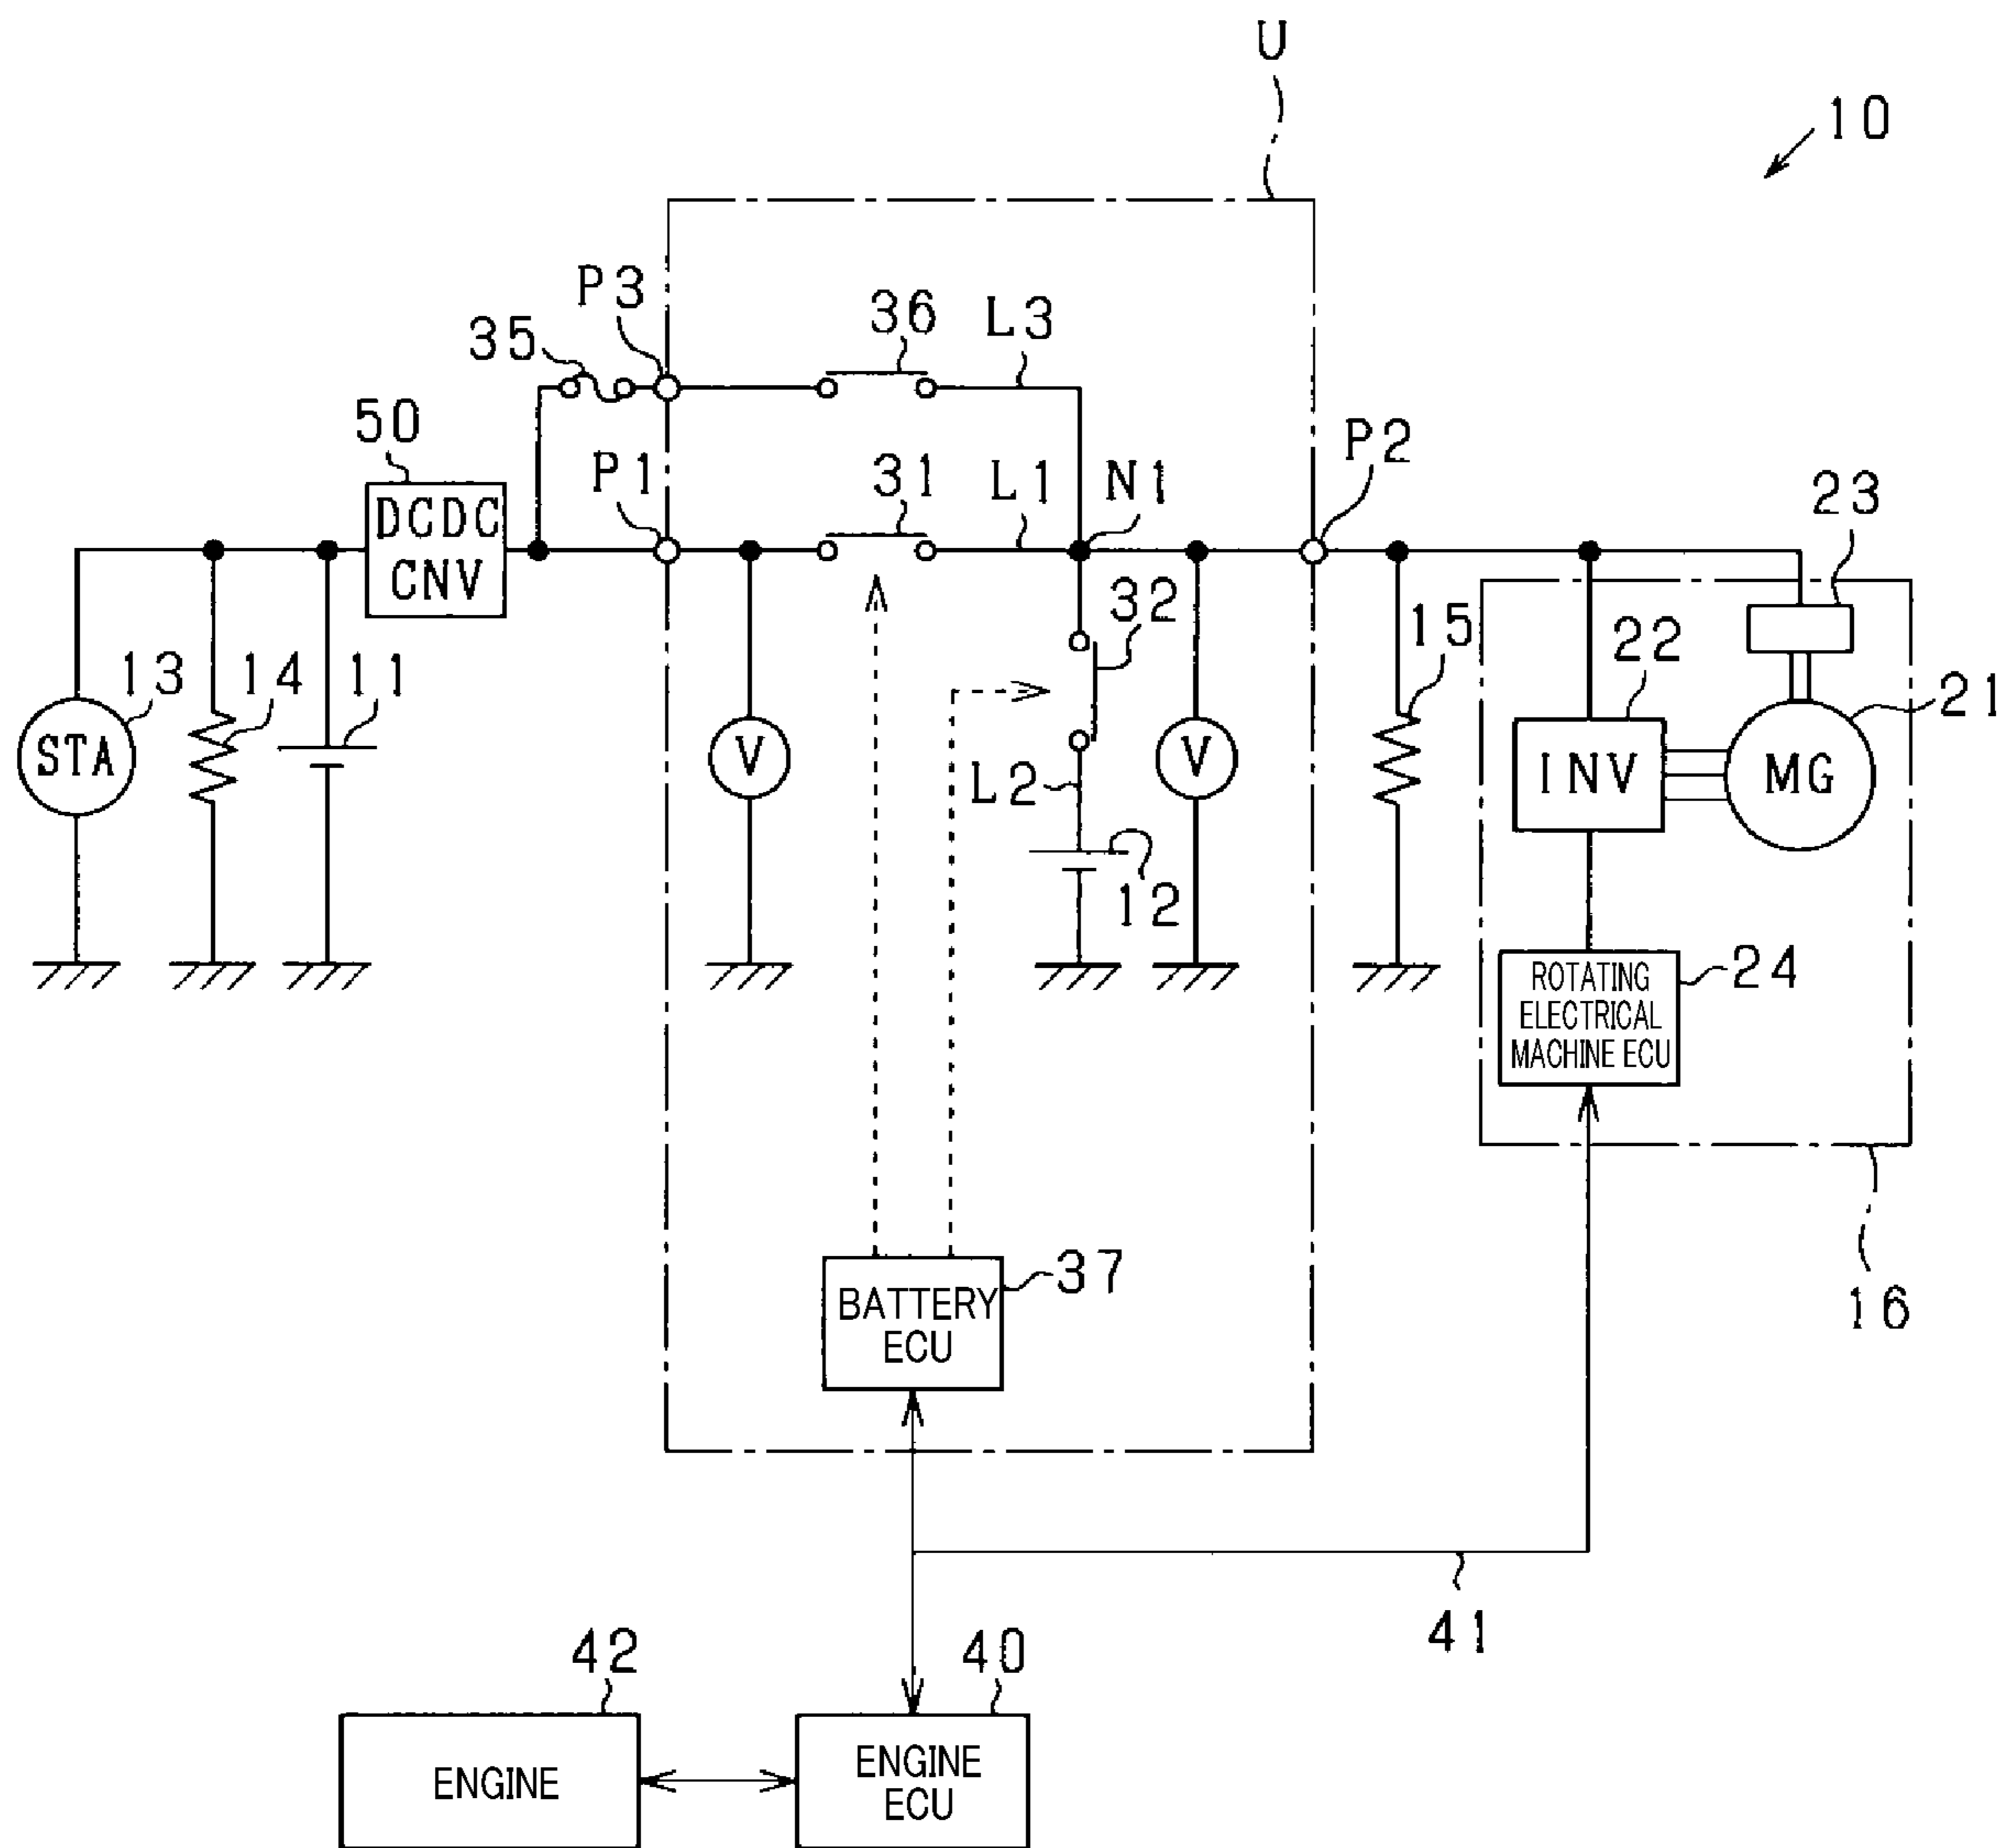 U
10
P3
36
L3
35
50
P1
31
L1
N1
P2
23
DCDC
CNV
32
15
22
13
14
11
21
STA
V
V
INV
MG
L2
12
24
ROTATING
ELECTRICAL
MACHINE ECU
37
BATTERY
ECU
16
41
42
40
ENGINE
ENGINE
ECU